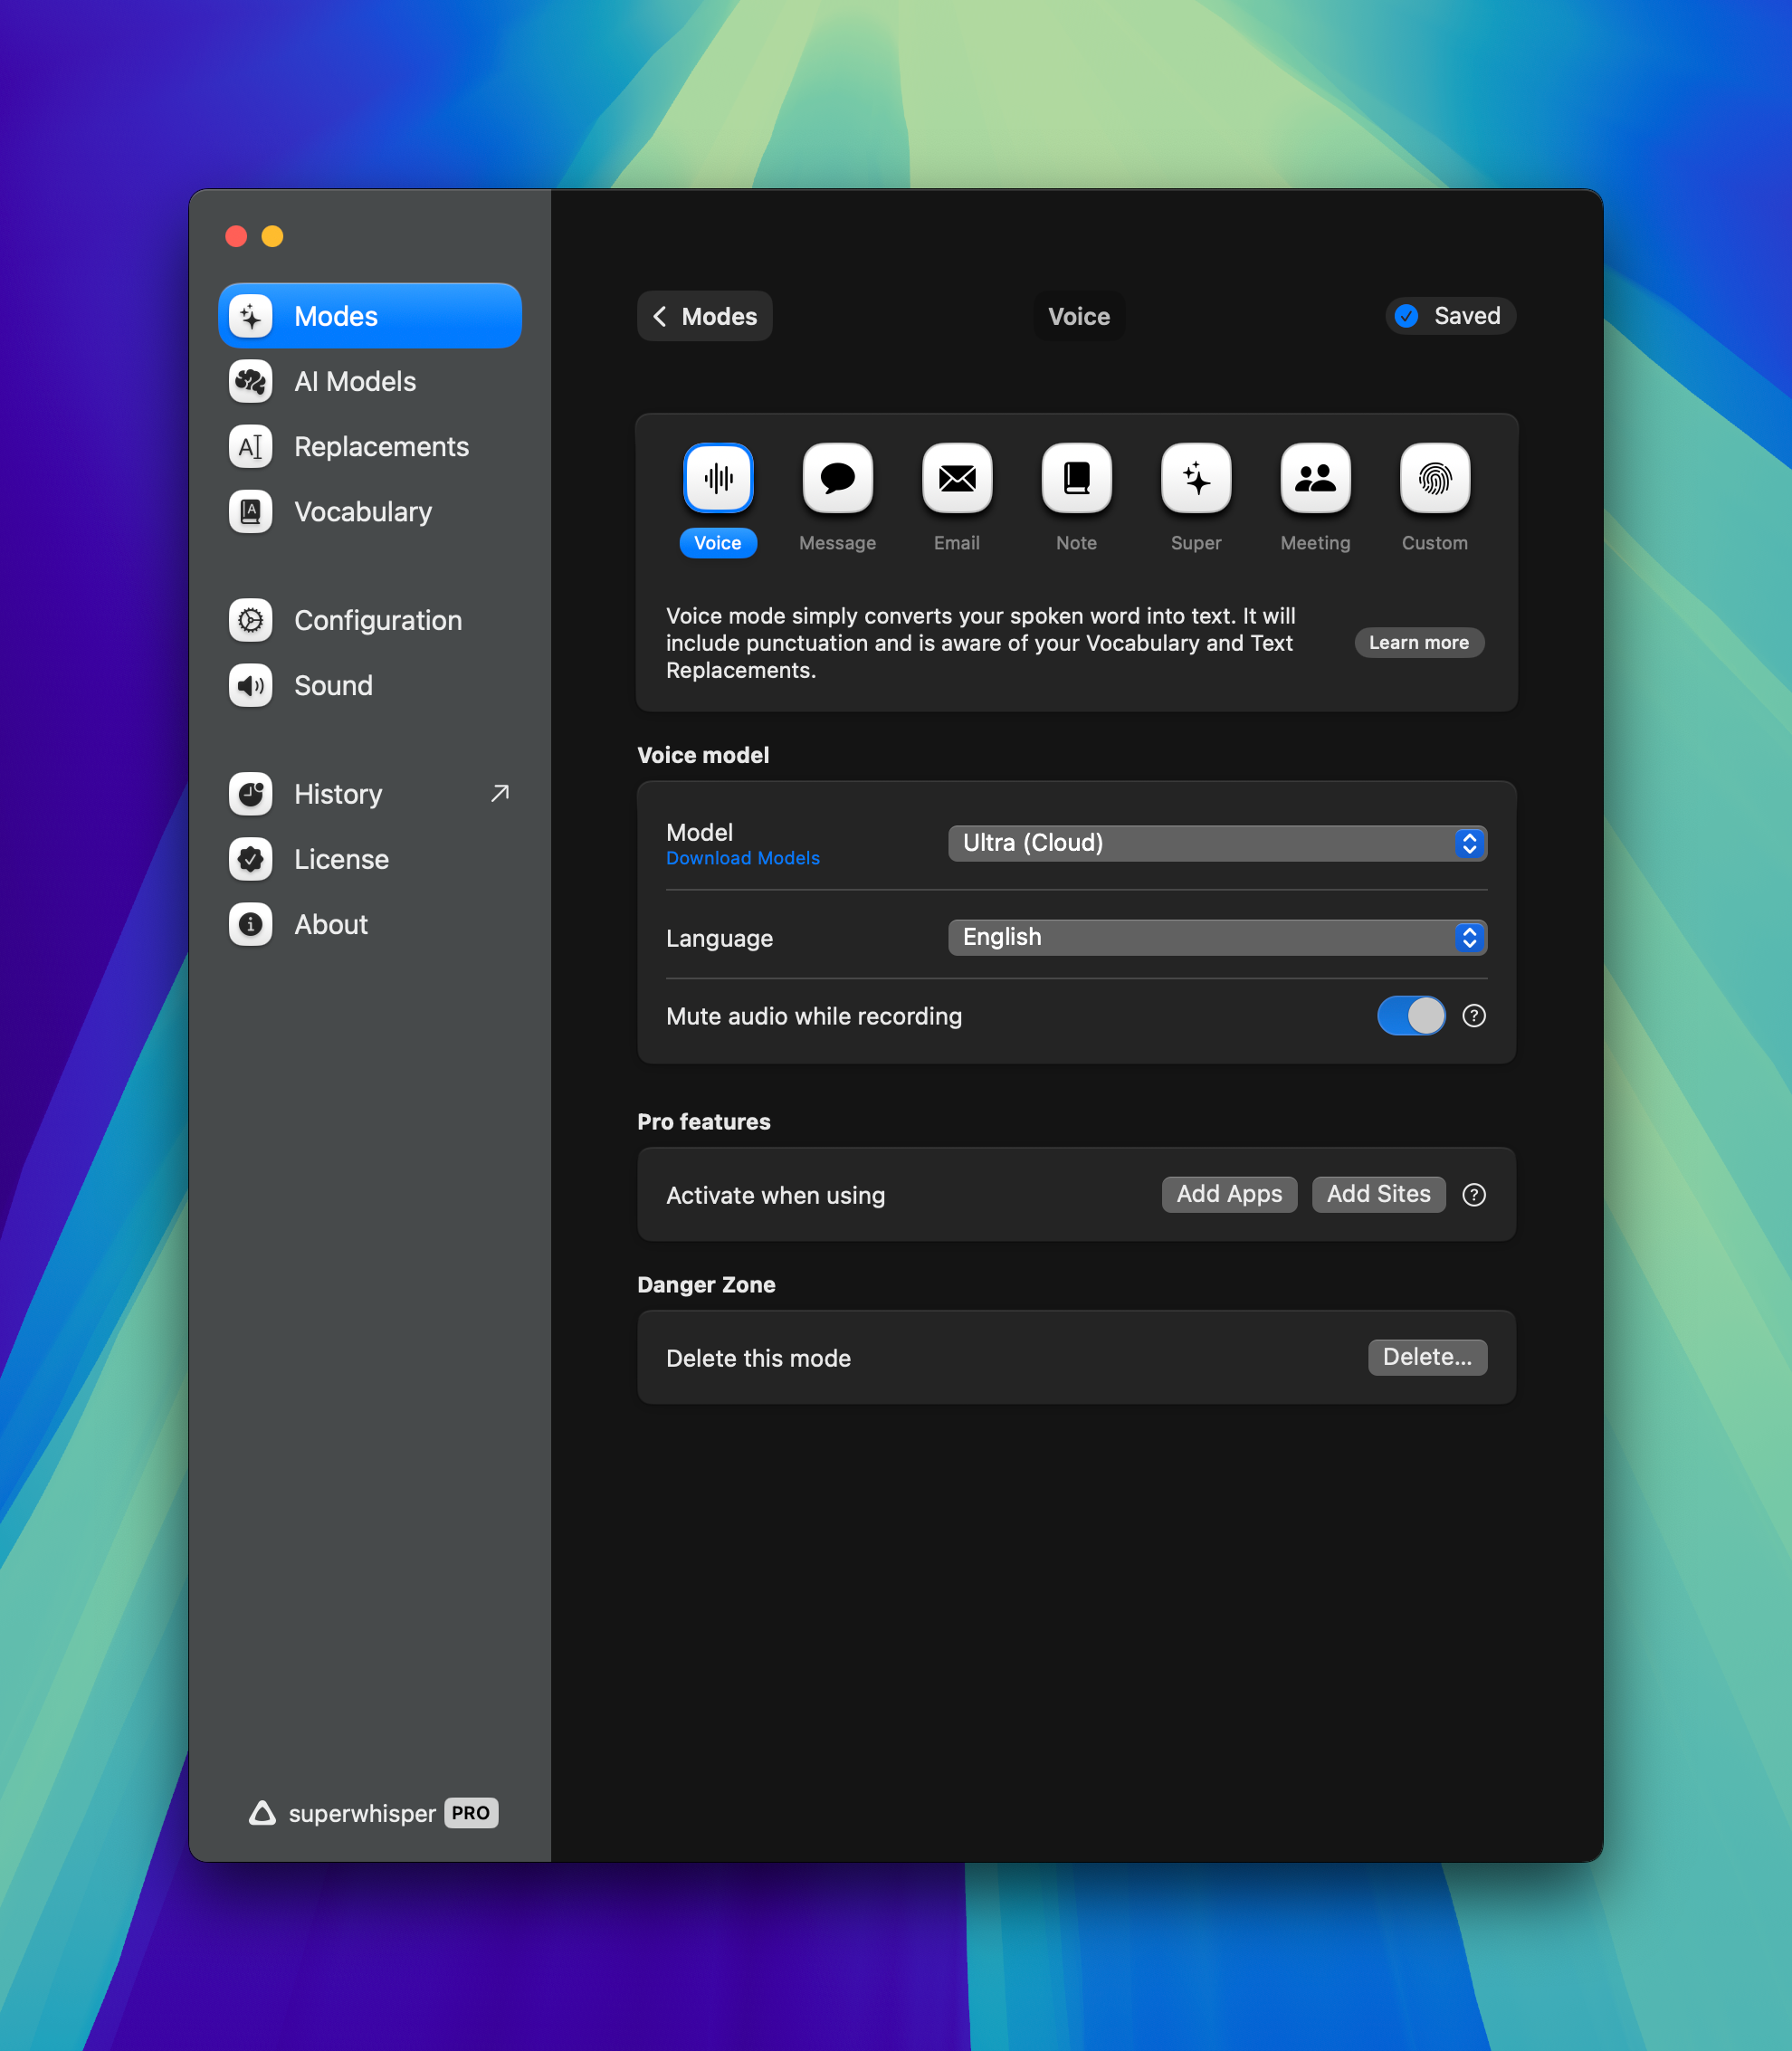 Modes
AI Models
Replacements
Vocabulary
Configuration
Sound
History
License
About
superwhisper PRO
Modes
Voice
Saved
Voice
Message
Email
Note
Super
Meeting
Custom
Voice mode simply converts your spoken word into text. It will
include punctuation and is aware of your Vocabulary and Text
Replacements.
Learn more
Voice model
Model
Download Models
Ultra (Cloud)
Language
English
Mute audio while recording
Pro features
Activate when using
Add Apps
Add Sites
Danger Zone
Delete this mode
Delete...